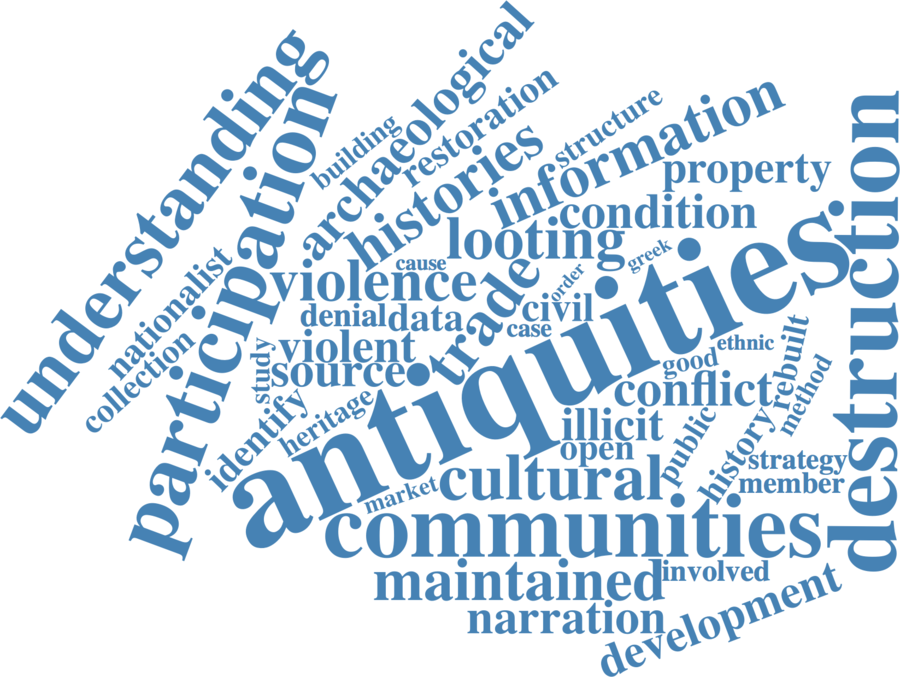 understanding
participation
building
archaeological
restoration
histories
structure
information
property
condition
looting
greek
destruction
cause
violence
nationalist
collection
denial
data
trade
order
civil
case
antiquities
study
violent
source
identify
heritage
ethnic
good
rebuilt
conflict
method
illicit
open
public
history
strategy
member
market
cultural
communities
maintained
involved
narration
development